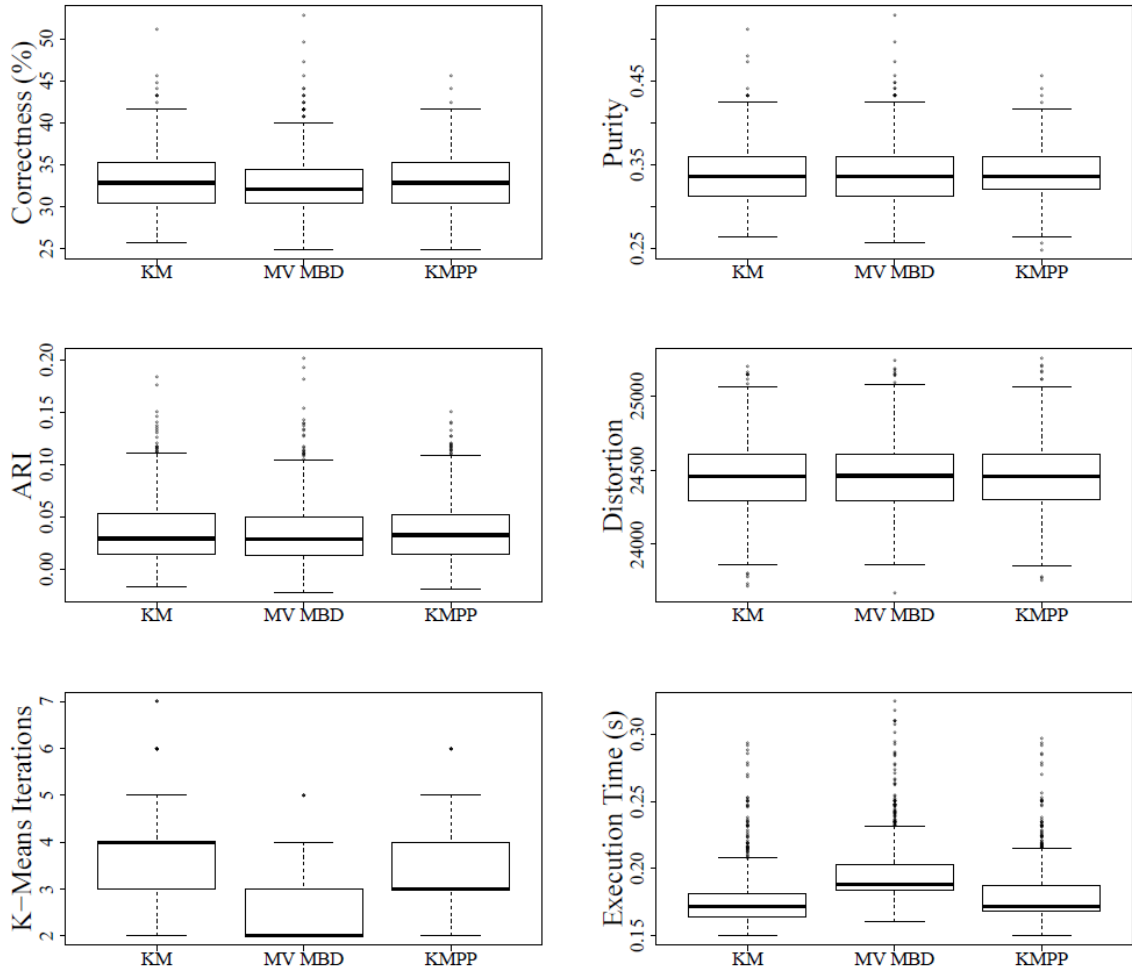 Correctness (%)
50
45
40
35
30
25
KM MV MBD KMPP
Purity
0.45
0.35
0.25
KM MV MBD KMPP
ARI
0.20
0.15
0.10
0.05
0.00
KM MV MBD KMPP
Distortion
25000
24500
24000
KM MV MBD KMPP
K−Means Iterations
7
6
5
4
3
2
KM MV MBD KMPP
Execution Time (s)
0.30
0.25
0.20
0.15
KM MV MBD KMPP